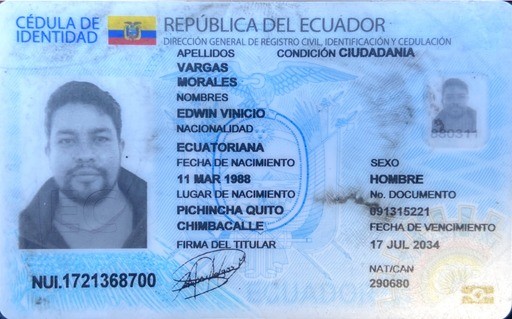 CÉDULA DE
IDENTIDAD
REPÚBLICA DEL ECUADOR
DIRECCIÓN GENERAL DE REGISTRO CIVIL, IDENTIFICACIÓN Y CEDULACIÓN
APELLIDOS
CONDICIÓN CIUDADANIA
VARGAS
MORALES
NOMBRES
EDWIN VINICIO
NACIONALIDAD
ECUATORIANA
FECHA DE NACIMIENTO
11 MAR 1988
LUGAR DE NACIMIENTO
PICHINCHA QUITO
CHIMBACALLE
FIRMA DEL TITULAR
SEXO
HOMBRE
No. DOCUMENTO
091315221
FECHA DE VENCIMIENTO
17 JUL 2034
NAT/CAN
290680
NUI.1721368700
880311
ECUADOR